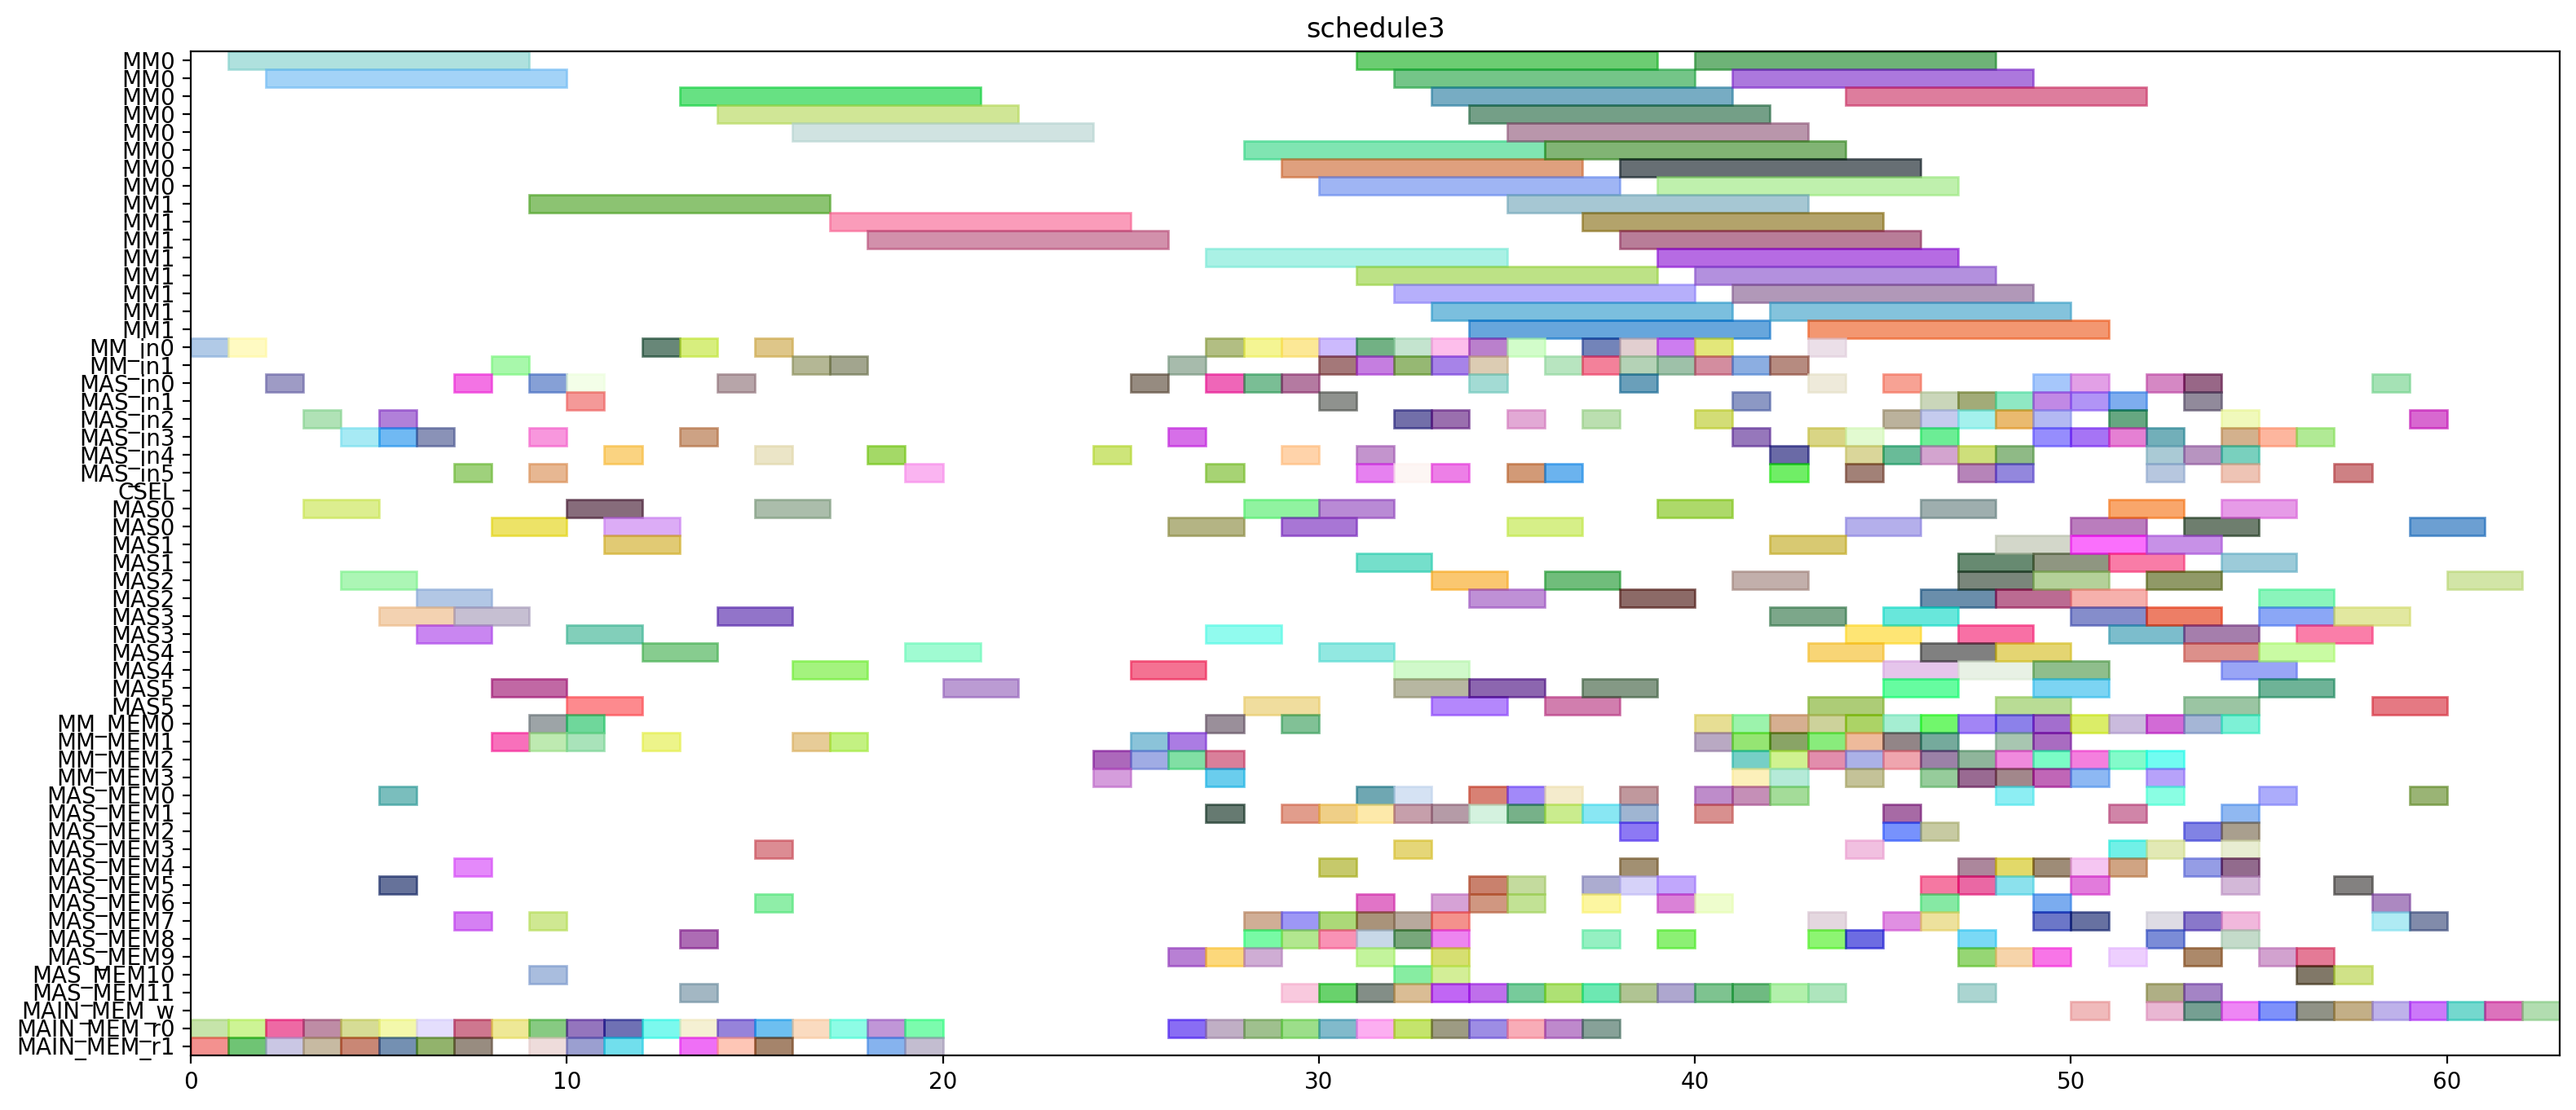 schedule3
MM0
MM0
MM0
MM0
MM0
MM0
MM0
MM0
MM1
MM1
MM1
MM1
MM1
MM1
MM1
MM1
MM_in0
MM_in1
MAS_in0
MAS_in1
MAS_in2
MAS_in3
MAS_in4
MAS_in5
CSEL
MAS0
MAS0
MAS1
MAS1
MAS2
MAS2
MAS3
MAS3
MAS4
MAS4
MAS5
MAS5
MM_MEM0
MM_MEM1
MM_MEM2
MM_MEM3
MAS_MEM0
MAS_MEM1
MAS_MEM2
MAS_MEM3
MAS_MEM4
MAS_MEM5
MAS_MEM6
MAS_MEM7
MAS_MEM8
MAS_MEM9
MAS_MEM10
MAS_MEM11
MAIN_MEM_w
MAIN_MEM_r0
MAIN_MEM_r1
0 10 20 30 40 50 60